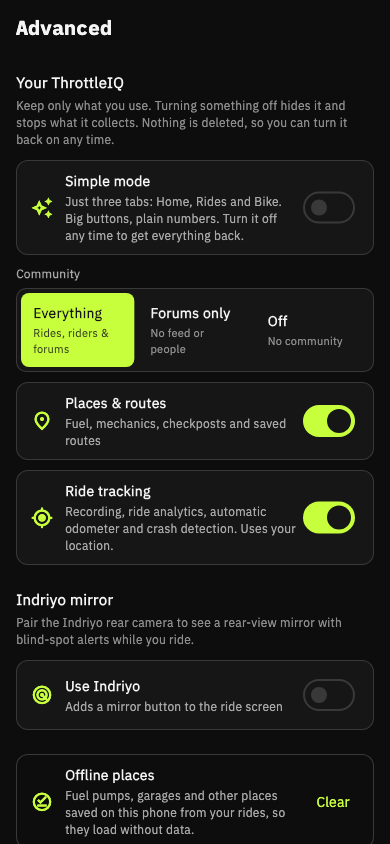 Advanced
Your ThrottleIQ
Keep only what you use. Turning something off hides it and
stops what it collects. Nothing is deleted, so you can turn it
back on any time.
Simple mode
Just three tabs: Home, Rides and Bike.
Big buttons, plain numbers. Turn it off
any time to get everything back.
Community
Everything
Rides, riders &
forums
Forums only
No feed or
people
Off
No community
Places & routes
Fuel, mechanics, checkposts and saved
routes
Ride tracking
Recording, ride analytics, automatic
odometer and crash detection. Uses your
location.
Indriyo mirror
Pair the Indriyo rear camera to see a rear-view mirror with
blind-spot alerts while you ride.
Use Indriyo
Adds a mirror button to the ride screen
Offline places
Fuel pumps, garages and other places
saved on this phone from your rides, so
they load without data.
Clear